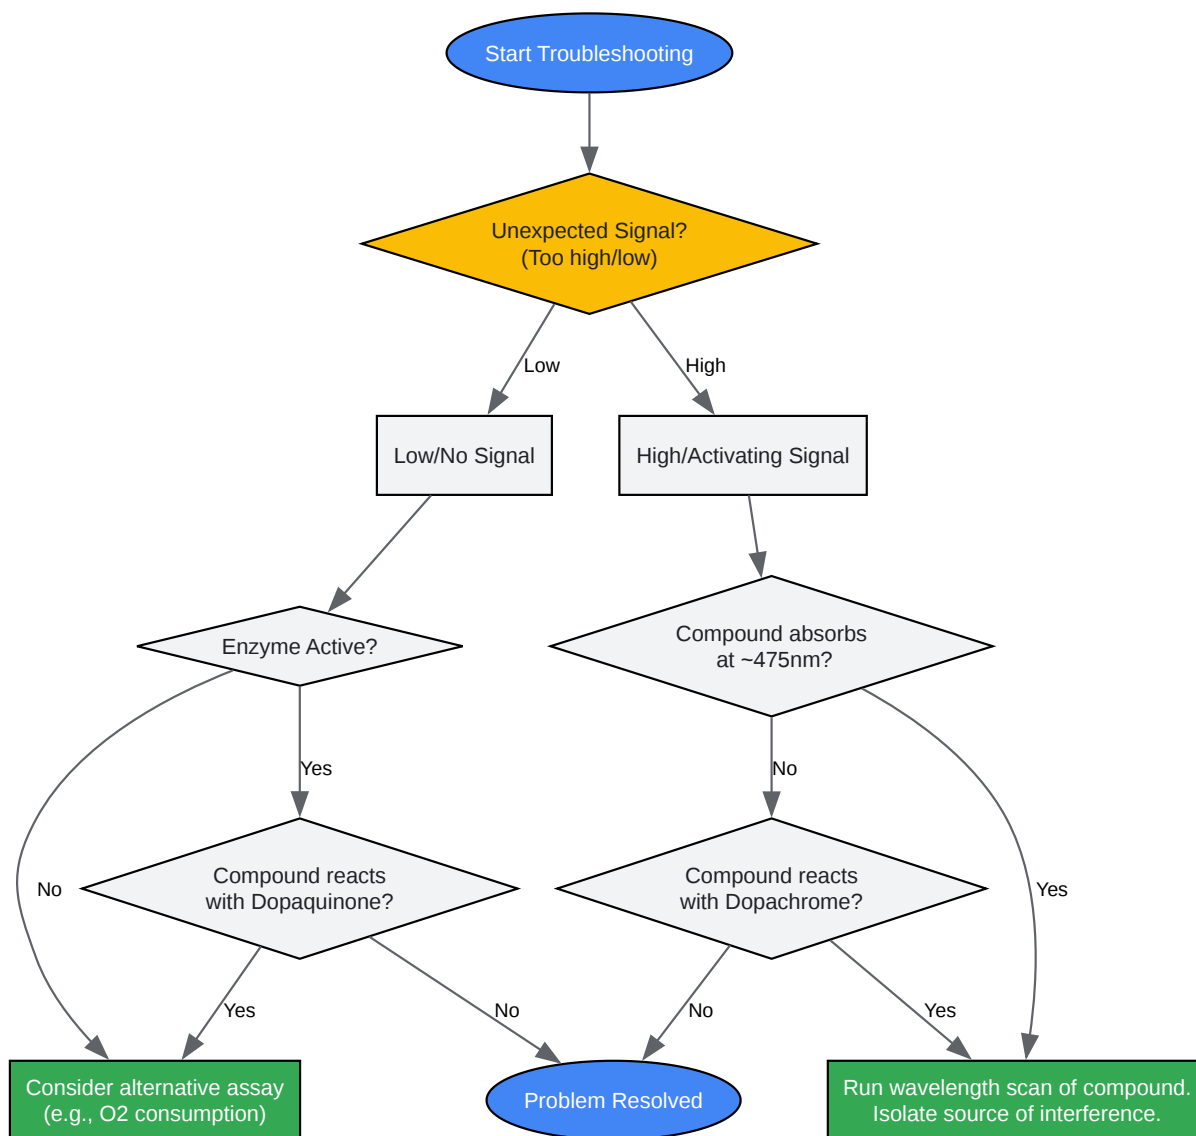 Start Troubleshooting
Unexpected Signal?
(Too high/low)
Low
High
Low/No Signal
High/Activating Signal
Enzyme Active?
Compound absorbs
at ~475nm?
Yes
No
No
Compound reacts
with Dopaquinone?
Compound reacts
with Dopachrome?
Yes
Yes
No
No
Yes
Consider alternative assay
(e.g., O2 consumption)
Problem Resolved
Run wavelength scan of compound.
Isolate source of interference.